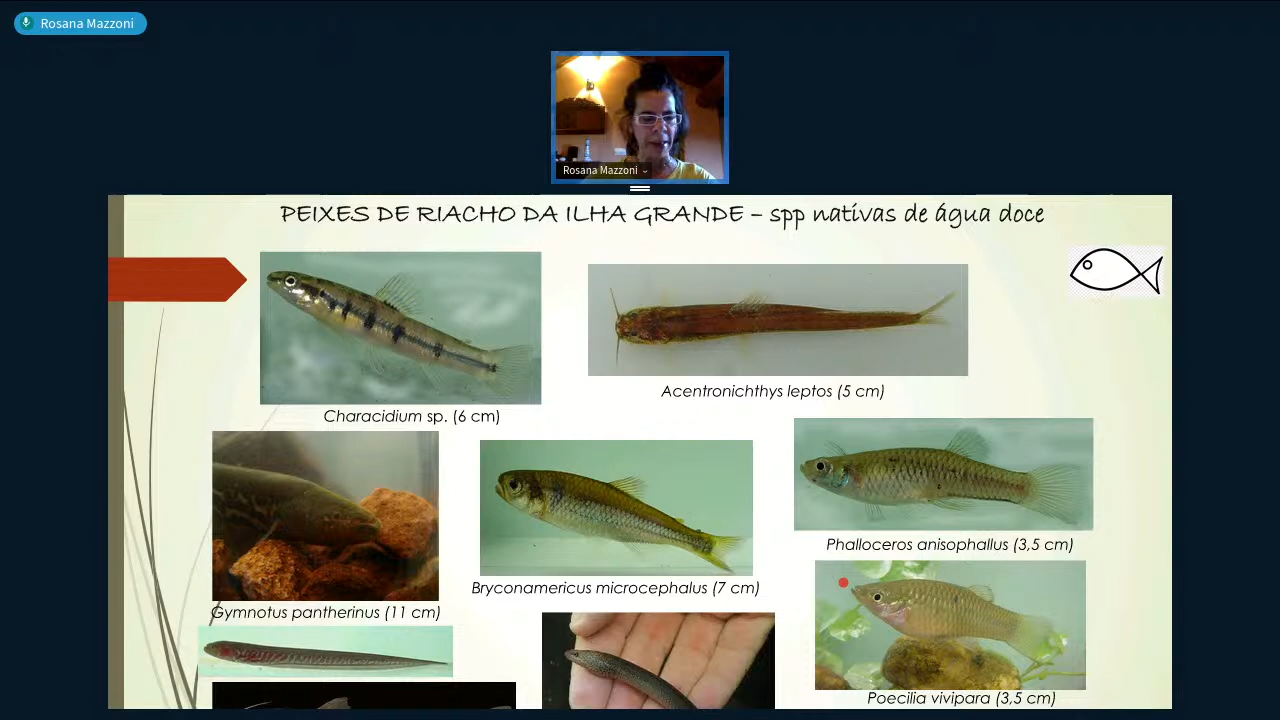 Rosana Mazzoni
Rosana Mazzoni
PEIXES DE RIACHO DA ILHA GRANDE – spp nativas de água doce
Characidium sp. (6 cm)
Acentronichthys leptos (5 cm)
Gymnotus pantherinus (11 cm)
Bryconamericus microcephalus (7 cm)
Phalloceros anisophallus (3,5 cm)
Poecilia vivipara (3,5 cm)